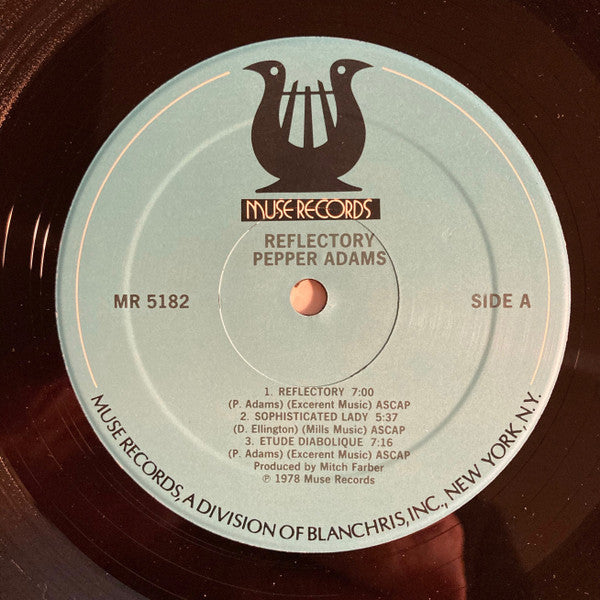 MUSE RECORDS
REFLECTORY
PEPPER ADAMS
MR 5182
SIDE A
1. REFLECTORY 7:00
(P. Adams) (Excerent Music) ASCAP
2. SOPHISTICATED LADY 5:37
(D. Ellington) (Mills Music) ASCAP
3. ETUDE DIABOLIQUE 7:16
(P. Adams) (Excerent Music) ASCAP
Produced by Mitch Farber
℗ 1978 Muse Records
MUSE RECORDS, A DIVISION OF BLANCHRIS, INC., NEW YORK, N.Y.